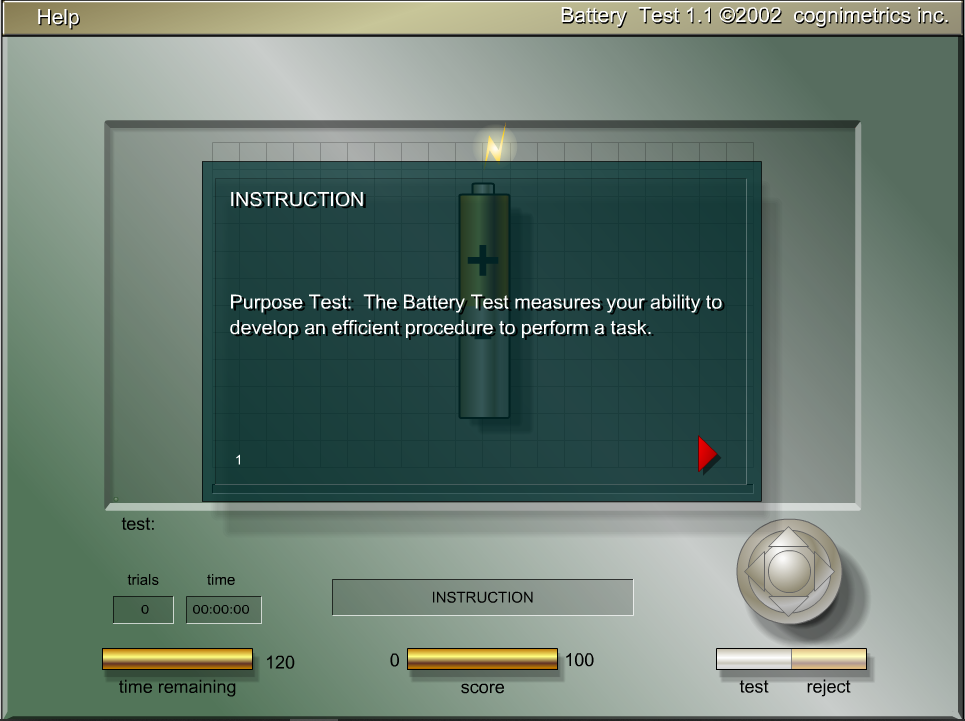 Help
Battery Test 1.1 ©2002 cognimetrics inc.
INSTRUCTION
Purpose Test: The Battery Test measures your ability to
develop an efficient procedure to perform a task.
1
test:
trials
time
0
00:00:00
INSTRUCTION
120
0
100
time remaining
score
test
reject